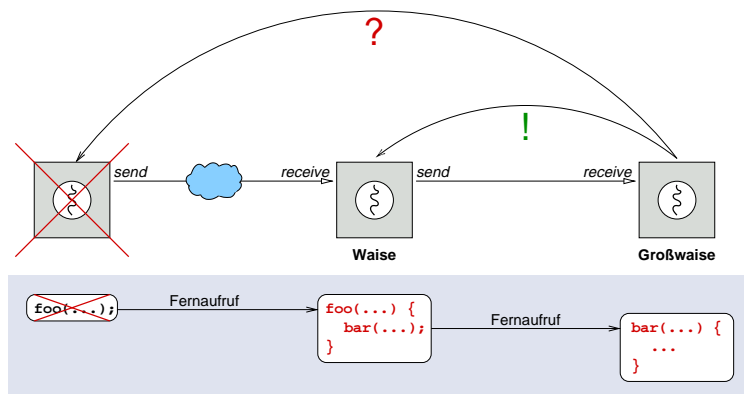 ?
!
send receive send receive
Waise Großwaise
Fernaufruf
foo(...);
foo(...) {
bar(...);
}
Fernaufruf
bar(...) {
...
}